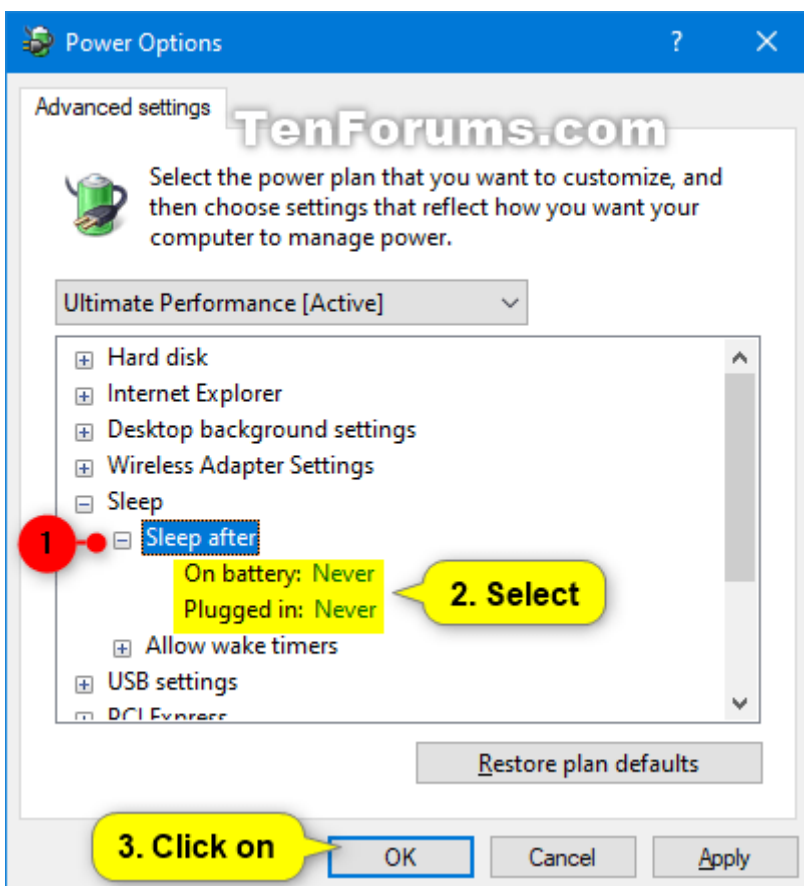 Power Options
Advanced settings
TenForums.com
Select the power plan that you want to customize, and
then choose settings that reflect how you want your
computer to manage power.
Ultimate Performance [Active]
Hard disk
Internet Explorer
Desktop background settings
Wireless Adapter Settings
Sleep
1
Sleep after
On battery: Never
Plugged in: Never
2. Select
Allow wake timers
USB settings
PCI Express
Restore plan defaults
3. Click on
OK Cancel Apply